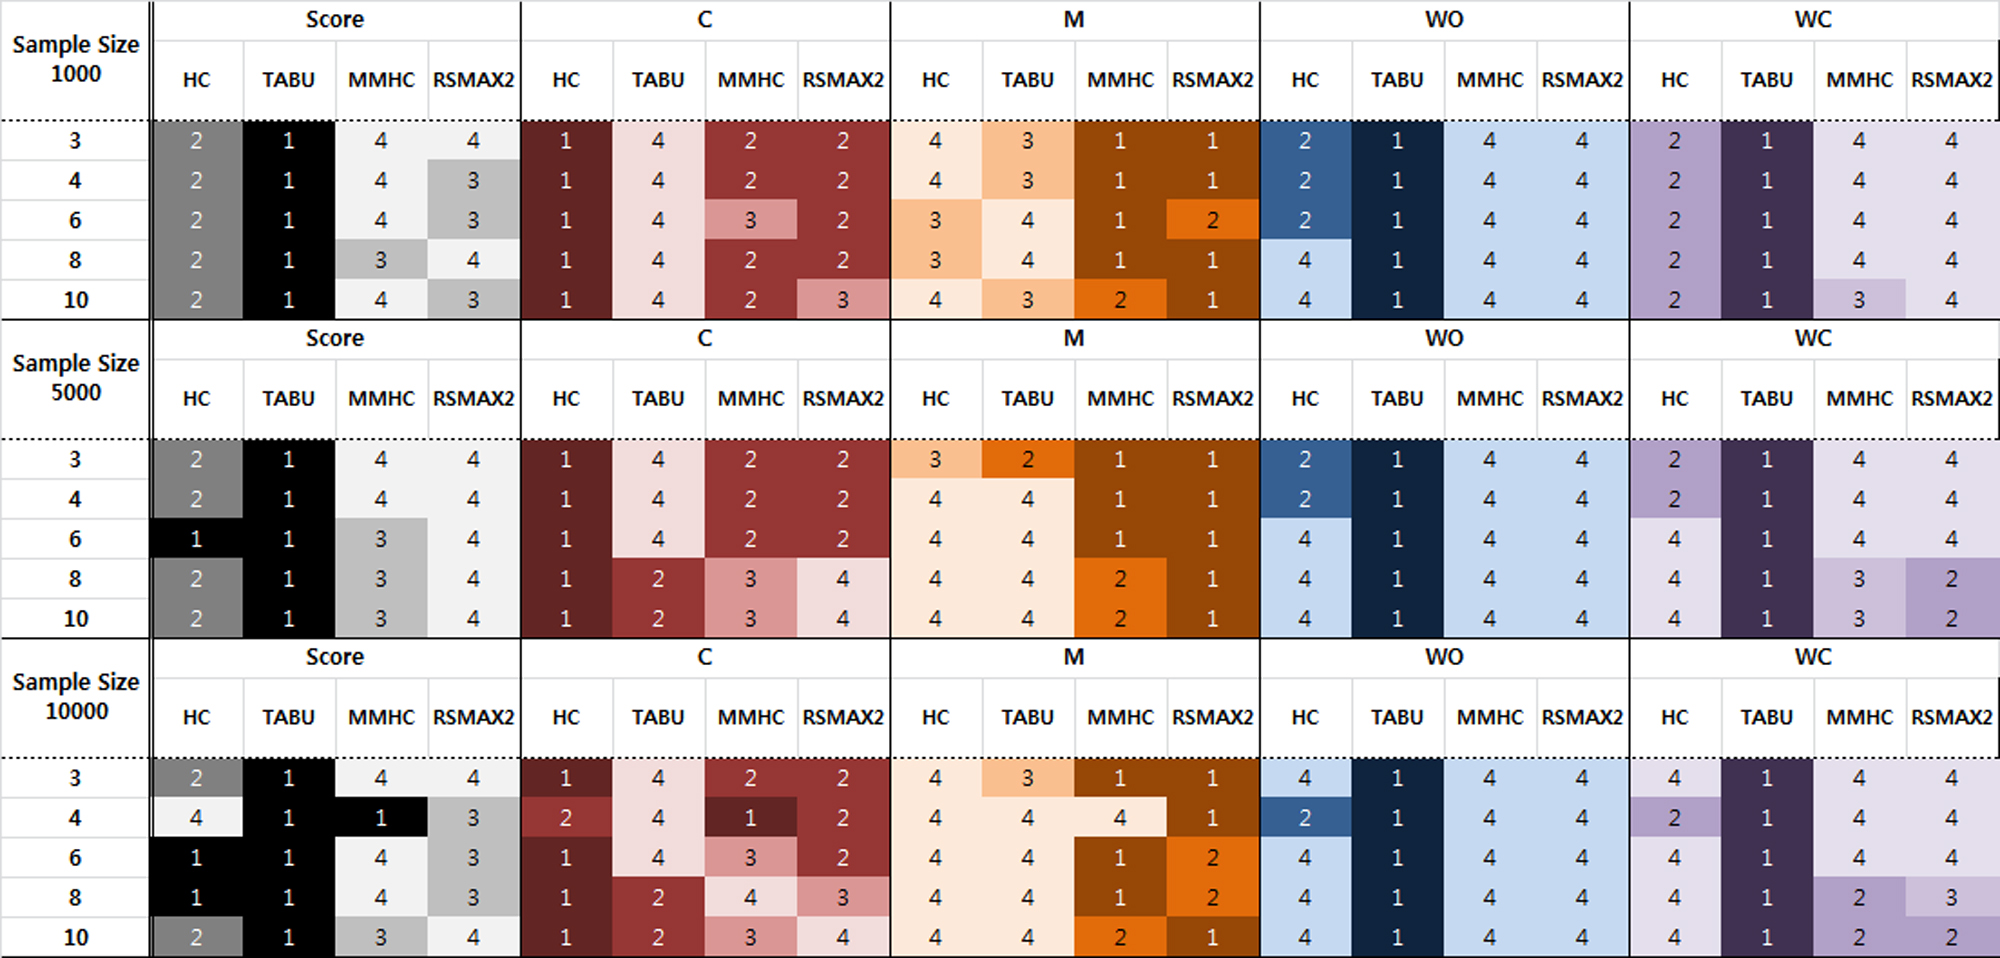 Score C M WO WC
Sample Size
1000
HC TABU MMHC RSMAX2 HC TABU MMHC RSMAX2 HC TABU MMHC RSMAX2 HC TABU MMHC RSMAX2 HC TABU MMHC RSMAX2
3 2 1 4 4 1 4 2 2 4 3 1 1 2 1 4 4 2 1 4 4
4 2 1 4 3 1 4 2 2 4 3 1 1 2 1 4 4 2 1 4 4
6 2 1 4 3 1 4 3 2 3 4 1 2 2 1 4 4 2 1 4 4
8 2 1 3 4 1 4 2 2 3 4 1 1 4 1 4 4 2 1 4 4
10 2 1 4 3 1 4 2 3 4 3 2 1 4 1 4 4 2 1 3 4
Score C M WO WC
Sample Size
5000
HC TABU MMHC RSMAX2 HC TABU MMHC RSMAX2 HC TABU MMHC RSMAX2 HC TABU MMHC RSMAX2 HC TABU MMHC RSMAX2
3 2 1 4 4 1 4 2 2 3 2 1 1 2 1 4 4 2 1 4 4
4 2 1 4 4 1 4 2 2 4 4 1 1 2 1 4 4 2 1 4 4
6 1 1 3 4 1 4 2 2 4 4 1 1 4 1 4 4 4 1 4 4
8 2 1 3 4 1 2 3 4 4 4 2 1 4 1 4 4 4 1 3 2
10 2 1 3 4 1 2 3 4 4 4 2 1 4 1 4 4 4 1 3 2
Score C M WO WC
Sample Size
10000
HC TABU MMHC RSMAX2 HC TABU MMHC RSMAX2 HC TABU MMHC RSMAX2 HC TABU MMHC RSMAX2 HC TABU MMHC RSMAX2
3 2 1 4 4 1 4 2 2 4 3 1 1 4 1 4 4 4 1 4 4
4 4 1 1 3 2 4 1 2 4 4 4 1 2 1 4 4 2 1 4 4
6 1 1 4 3 1 4 3 2 4 4 1 2 4 1 4 4 4 1 4 4
8 1 1 4 3 1 2 4 3 4 4 1 2 4 1 4 4 4 1 2 3
10 2 1 3 4 1 2 3 4 4 4 2 1 4 1 4 4 4 1 2 2